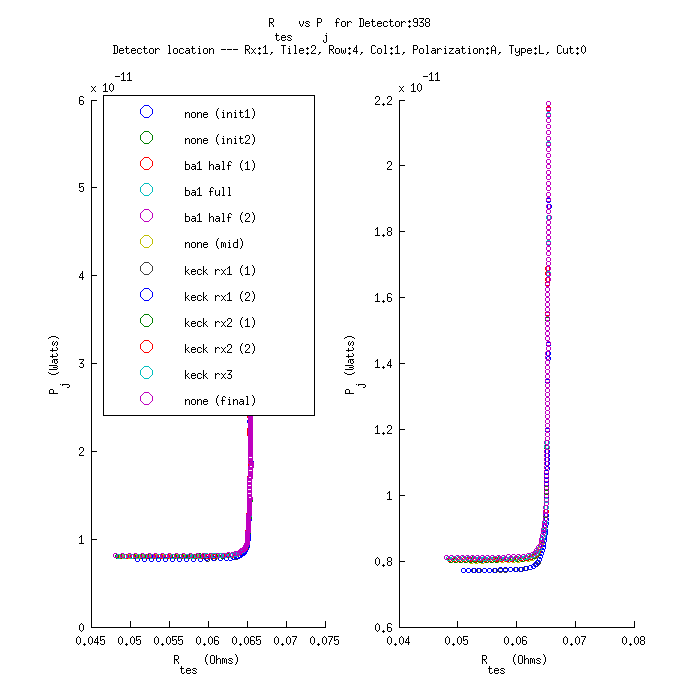 R    vs P  for Detector:938
tes      j
Detector location --- Rx:1, Tile:2, Row:4, Col:1, Polarization:A, Type:L, Cut:0
x 10 -11
x 10 -11
6
5
4
3
2
1
0
P j (Watts)
none (init1)
none (init2)
ba1 half (1)
ba1 full
ba1 half (2)
none (mid)
keck rx1 (1)
keck rx1 (2)
keck rx2 (1)
keck rx2 (2)
keck rx3
none (final)
0.045 0.05 0.055 0.06 0.065 0.07 0.075
R tes (Ohms)
2.2
2
1.8
1.6
1.4
1.2
1
0.8
0.6
P j (Watts)
0.04 0.05 0.06 0.07 0.08
R tes (Ohms)